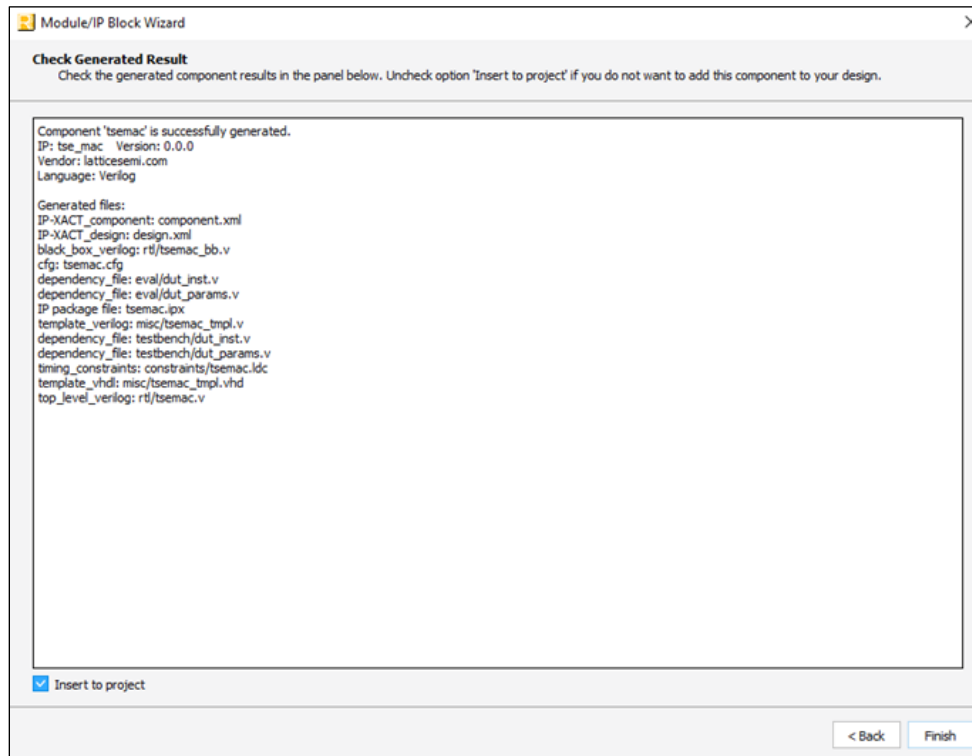 Module/IP Block Wizard
Check Generated Result
Check the generated component results in the panel below. Uncheck option 'Insert to project' if you do not want to add this component to your design.
Component 'tsemac' is successfully generated.
IP: tse_mac Version: 0.0.0
Vendor: latticesemi.com
Language: Verilog
Generated files:
IP-XACT_component: component.xml
IP-XACT_design: design.xml
black_box_verilog: rtl/tsemac_bb.v
cfg: tsemac.cfg
dependency_file: eval/dut_inst.v
dependency_file: eval/dut_params.v
IP package file: tsemac.ipx
template_verilog: misc/tsemac_tmpl.v
dependency_file: testbench/dut_inst.v
dependency_file: testbench/dut_params.v
timing_constraints: constraints/tsemac.ldc
template_vhdl: misc/tsemac_tmpl.vhd
top_level_verilog: rtl/tsemac.v
Insert to project
< Back Finish